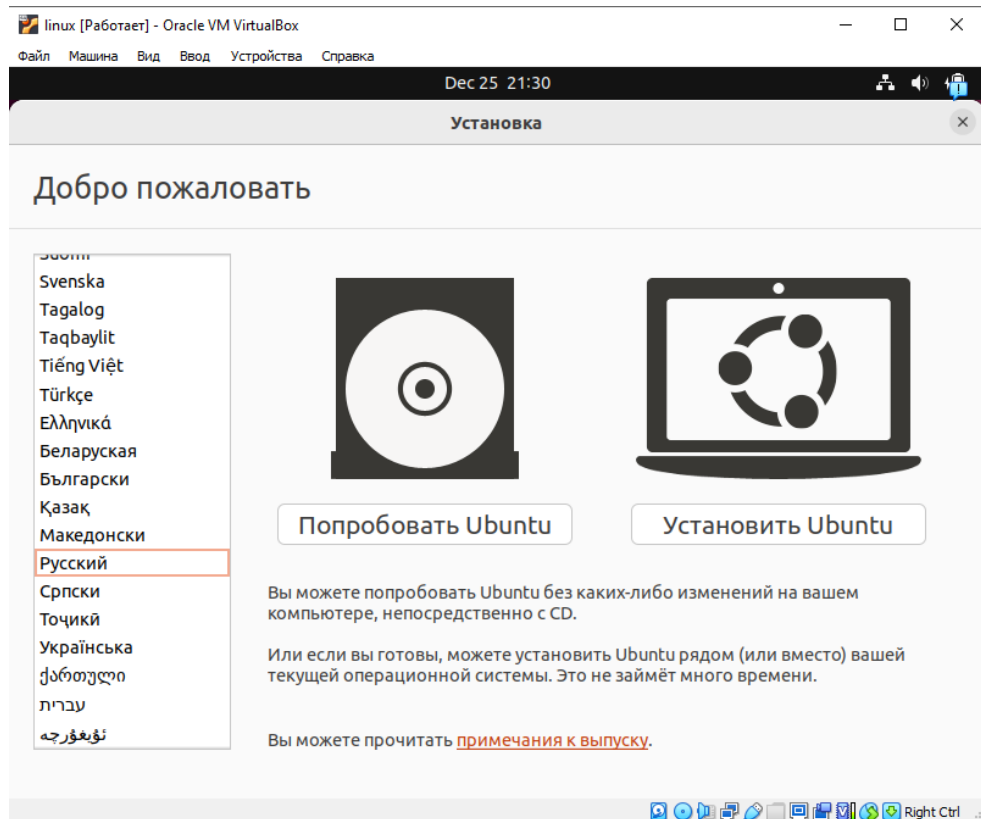 linux [Работает] - Oracle VM VirtualBox
Файл Машина Вид Ввод Устройства Справка
Dec 25 21:30
Установка
Добро пожаловать
Suomi
Svenska
Tagalog
Taqbaylit
Tiếng Việt
Türkçe
Ελληνικά
Беларуская
Български
Қазақ
Македонски
Русский
Српски
Тоҷикӣ
Українська
ქართული
עברית
ئۇيغۇرچە
Попробовать Ubuntu
Установить Ubuntu
Вы можете попробовать Ubuntu без каких-либо изменений на вашем
компьютере, непосредственно с CD.
Или если вы готовы, можете установить Ubuntu рядом (или вместо) вашей
текущей операционной системы. Это не займёт много времени.
Вы можете прочитать примечания к выпуску.
Right Ctrl